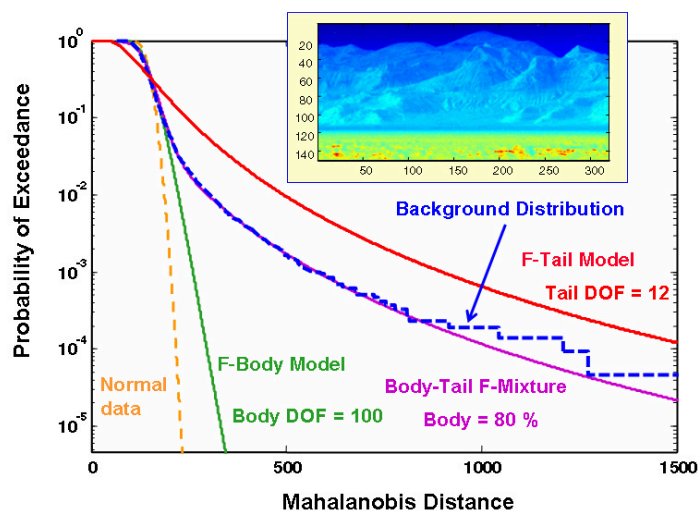 10^0
10^-1
10^-2
10^-3
10^-4
10^-5
Probability of Exceedance
20
40
60
80
100
120
140
50 100 150 200 250 300
Background Distribution
F-Tail Model
Tail DOF = 12
F-Body Model
Body DOF = 100
Normal
data
Body-Tail F-Mixture
Body = 80 %
0 500 1000 1500
Mahalanobis Distance